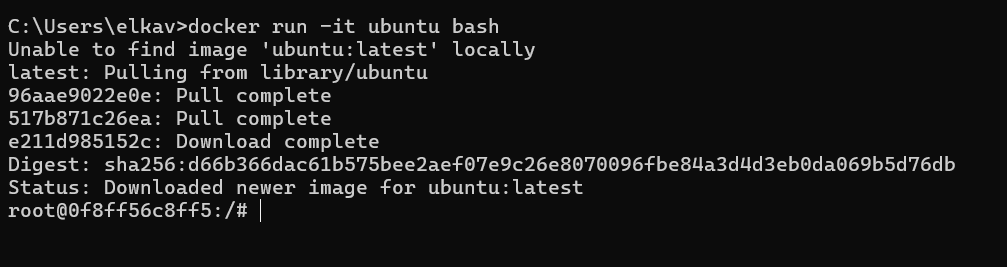 C:\Users\elkav>docker run -it ubuntu bash
Unable to find image 'ubuntu:latest' locally
latest: Pulling from library/ubuntu
96aae9022e0e: Pull complete
517b871c26ea: Pull complete
e211d985152c: Download complete
Digest: sha256:d66b366dac61b575bee2aef07e9c26e8070096fbe84a3d4d3eb0da069b5d76db
Status: Downloaded newer image for ubuntu:latest
root@0f8ff56c8ff5:/#